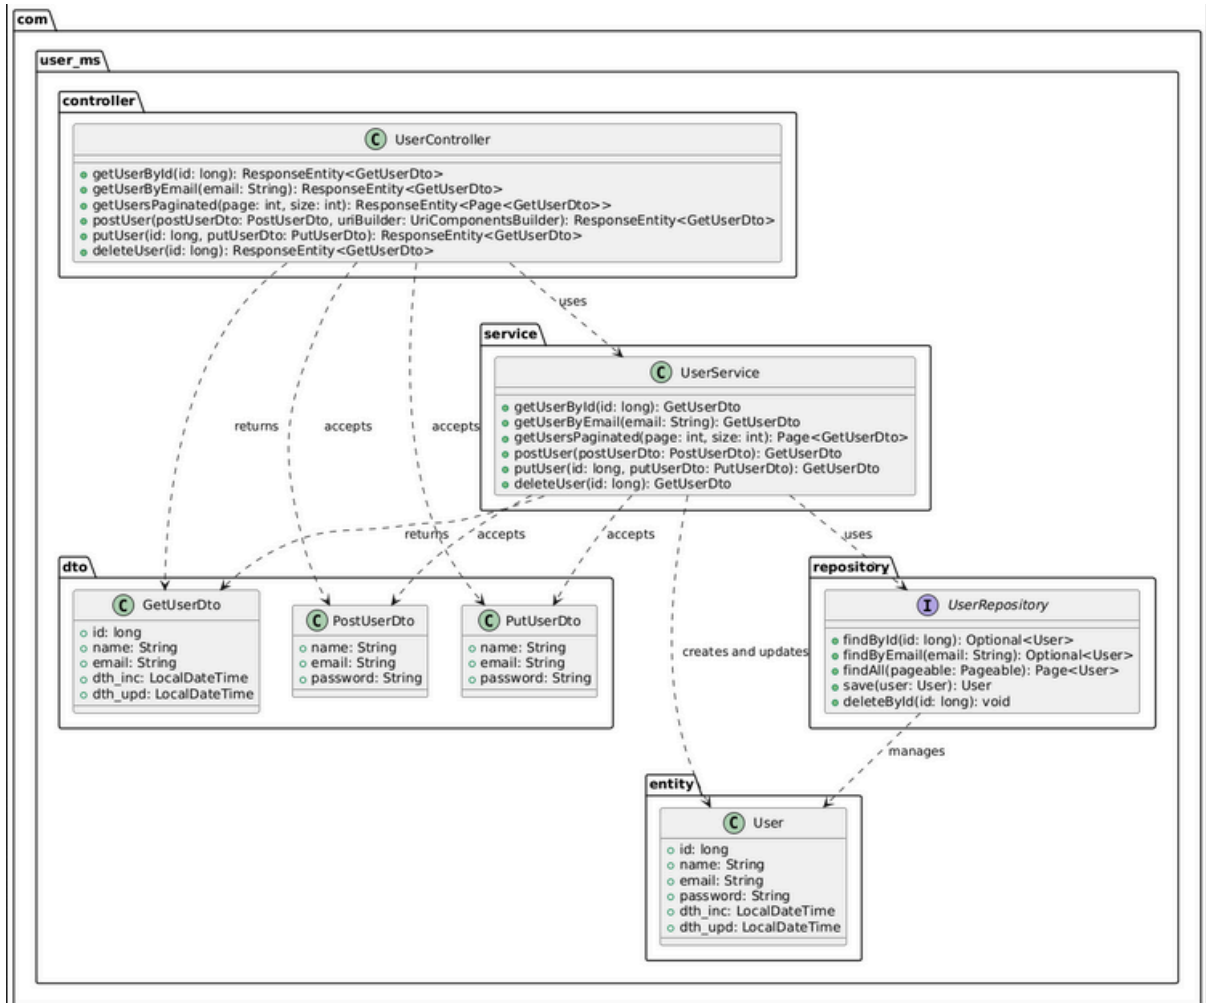 com
user_ms
controller
C UserController
getUserById(id: long): ResponseEntity<GetUserDto>
getUserByEmail(email: String): ResponseEntity<GetUserDto>
getUsersPaginated(page: int, size: int): ResponseEntity<Page<GetUserDto>>
postUser(postUserDto: PostUserDto, uriBuilder: UriComponentsBuilder): ResponseEntity<GetUserDto>
putUser(id: long, putUserDto: PutUserDto): ResponseEntity<GetUserDto>
deleteUser(id: long): ResponseEntity<GetUserDto>
uses
service
C UserService
getUserById(id: long): GetUserDto
getUserByEmail(email: String): GetUserDto
getUsersPaginated(page: int, size: int): Page<GetUserDto>
postUser(postUserDto: PostUserDto): GetUserDto
putUser(id: long, putUserDto: PutUserDto): GetUserDto
deleteUser(id: long): GetUserDto
returns
accepts
accepts
returns
accepts
accepts
uses
dto
C GetUserDto
id: long
name: String
email: String
dth_inc: LocalDateTime
dth_upd: LocalDateTime
C PostUserDto
name: String
email: String
password: String
C PutUserDto
name: String
email: String
password: String
creates and updates
repository
I UserRepository
findById(id: long): Optional<User>
findByEmail(email: String): Optional<User>
findAll(pageable: Pageable): Page<User>
save(user: User): User
deleteById(id: long): void
manages
entity
C User
id: long
name: String
email: String
password: String
dth_inc: LocalDateTime
dth_upd: LocalDateTime